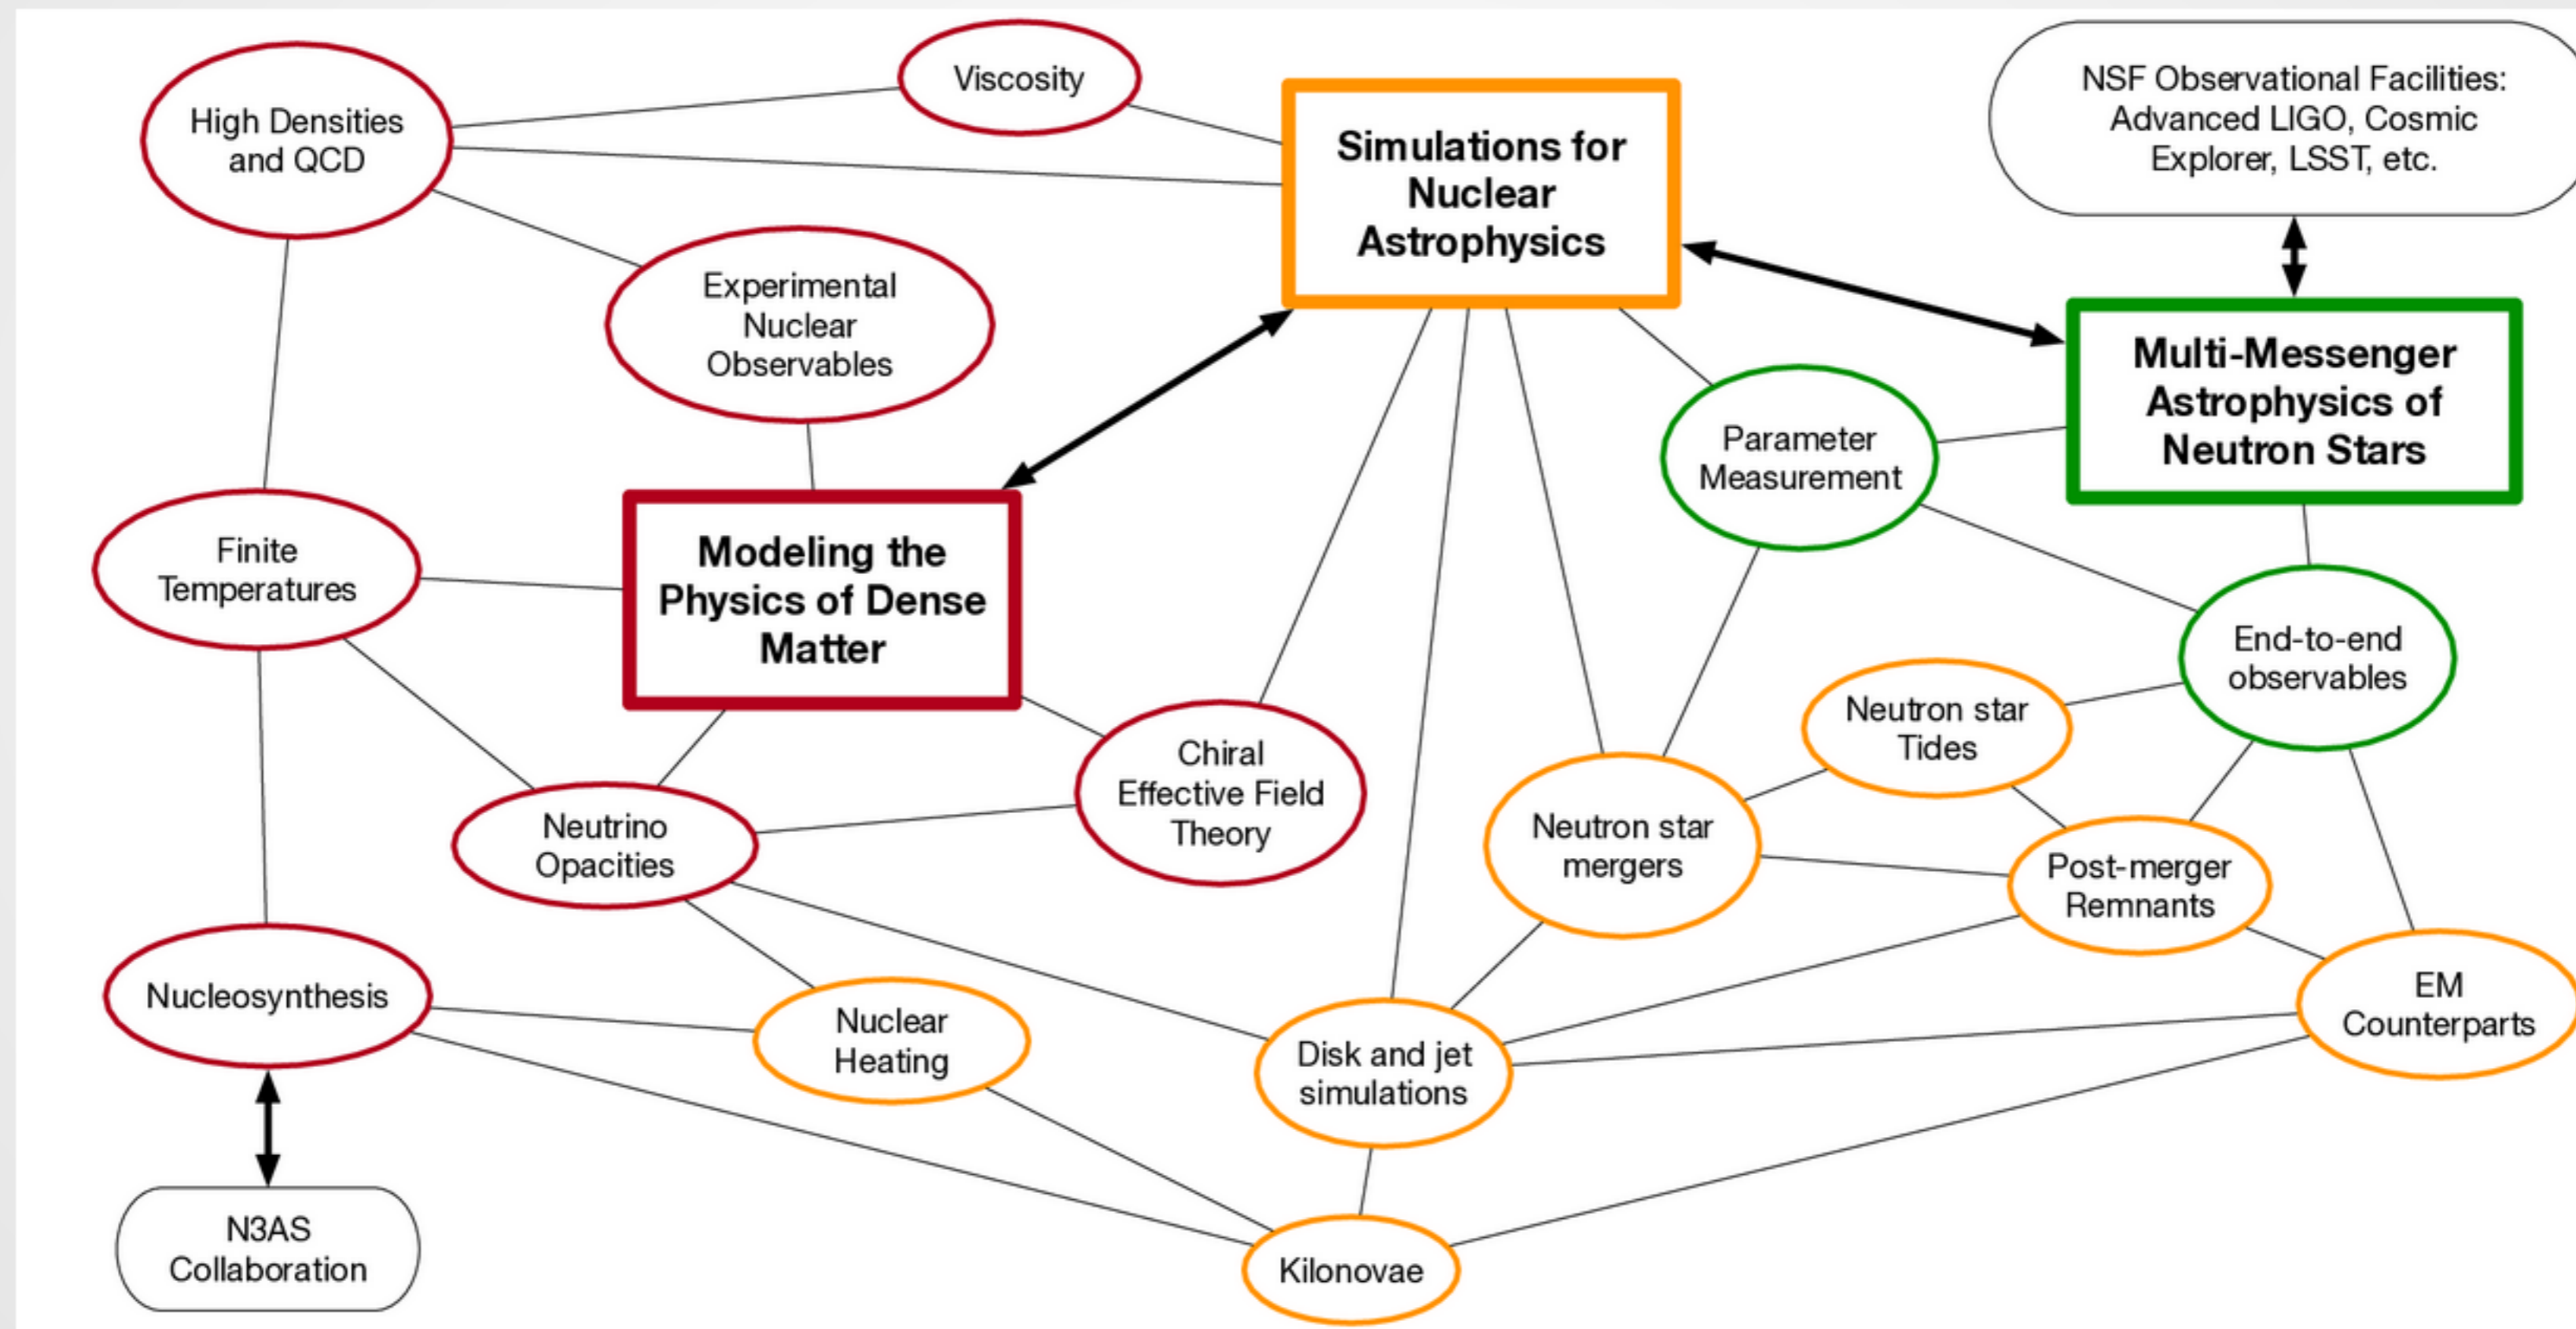 Viscosity
High Densities
and QCD
Simulations for
Nuclear
Astrophysics
NSF Observational Facilities:
Advanced LIGO, Cosmic
Explorer, LSST, etc.
Experimental
Nuclear
Observables
Multi-Messenger
Astrophysics of
Neutron Stars
Parameter
Measurement
Finite
Temperatures
Modeling the
Physics of Dense
Matter
End-to-end
observables
Neutron star
Tides
Chiral
Effective Field
Theory
Neutrino
Opacities
Neutron star
mergers
Post-merger
Remnants
Nucleosynthesis
Nuclear
Heating
Disk and jet
simulations
EM
Counterparts
N3AS
Collaboration
Kilonovae